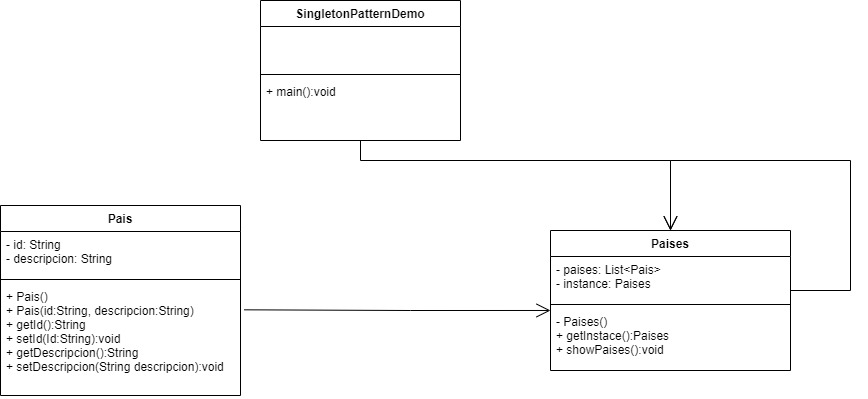 SingletonPatternDemo
+ main():void
Pais
- id: String
- descripcion: String
+ Pais()
+ Pais(id:String, descripcion:String)
+ getId():String
+ setId(Id:String):void
+ getDescripcion():String
+ setDescripcion(String descripcion):void
Paises
- paises: List<Pais>
- instance: Paises
- Paises()
+ getInstace():Paises
+ showPaises():void